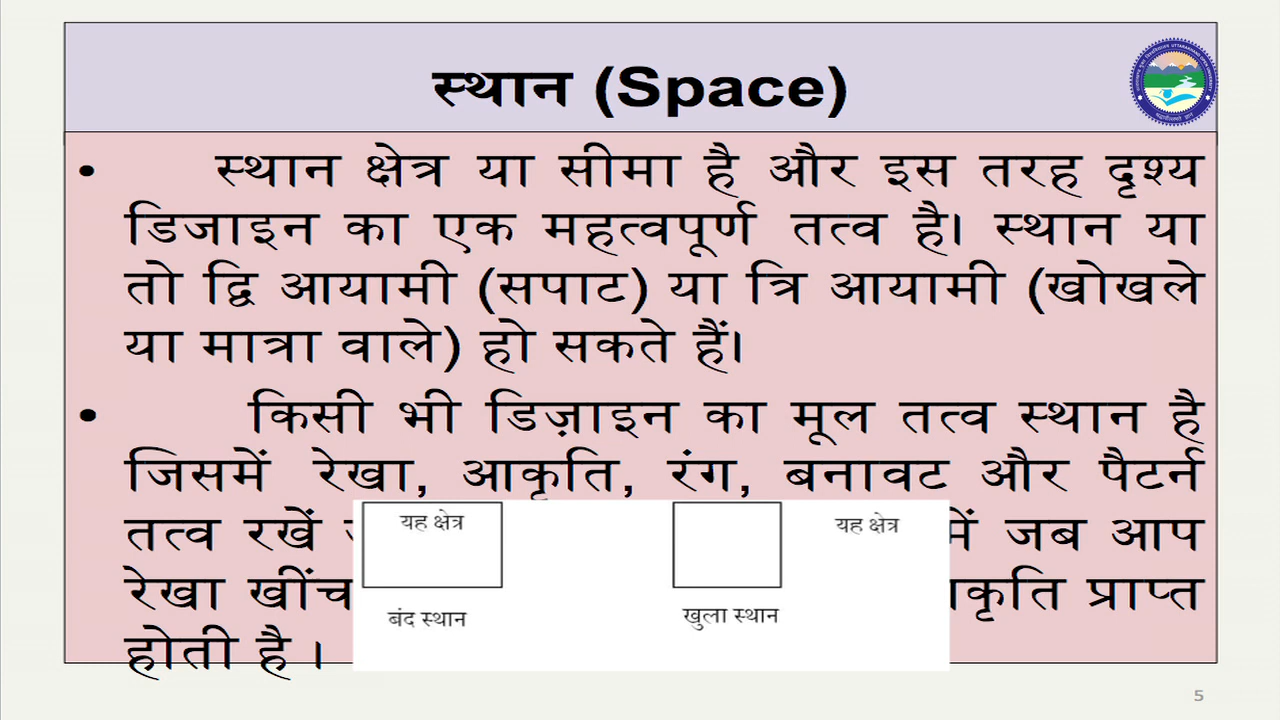 स्थान (Space)
• स्थान क्षेत्र या सीमा है और इस तरह दृश्य
डिजाइन का एक महत्वपूर्ण तत्व है। स्थान या
तो द्वि आयामी (सपाट) या त्रि आयामी (खोखले
या मात्रा वाले) हो सकते हैं।
• किसी भी डिज़ाइन का मूल तत्व स्थान है
जिसमें रेखा, आकृति, रंग, बनावट और पैटर्न
तत्व रखें में जब आप
रेखा खींच कृति प्राप्त
होती है ।
यह क्षेत्र यह क्षेत्र
बंद स्थान खुला स्थान
5